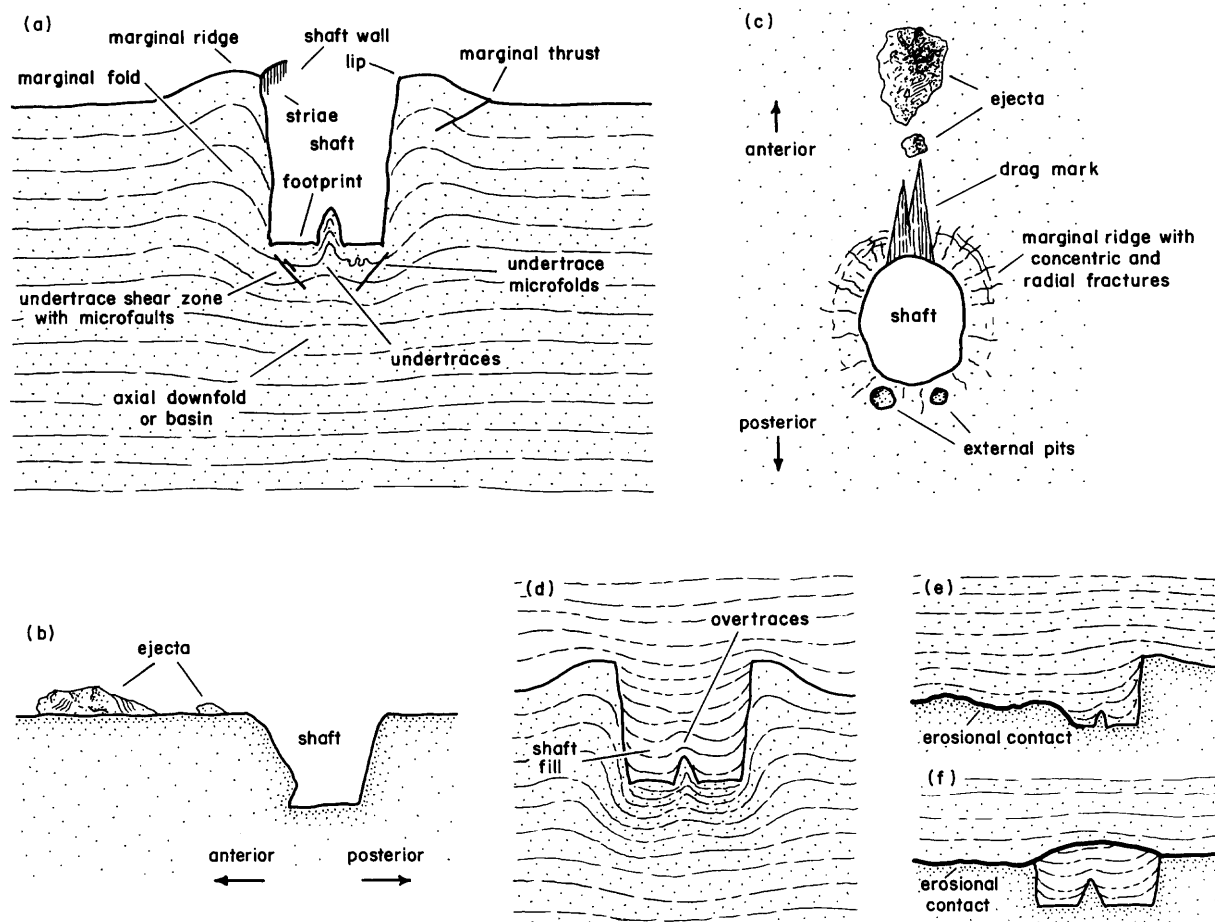 (a)
marginal ridge
shaft wall
lip
marginal thrust
marginal fold
striae
shaft
footprint
undertrace shear zone
with microfaults
undertrace
microfolds
undertraces
axial downfold
or basin
(c)
ejecta
anterior
drag mark
marginal ridge with
concentric and
radial fractures
shaft
posterior
external pits
(b)
ejecta
shaft
anterior
posterior
(d)
overtraces
shaft
fill
(e)
erosional contact
(f)
erosional
contact